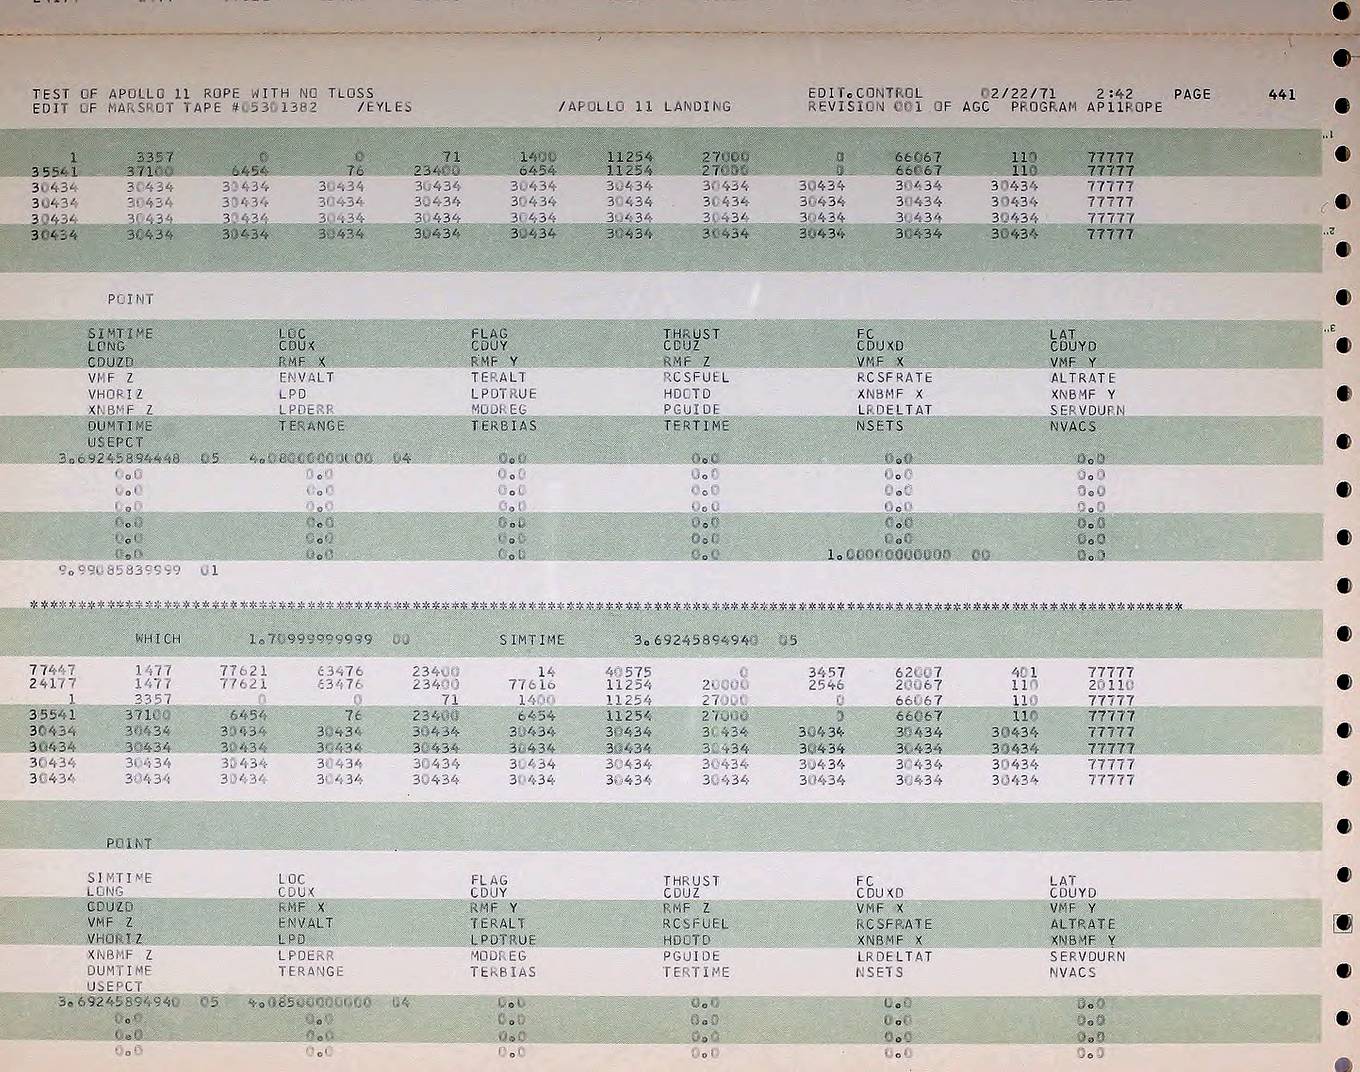 TEST OF APOLLO 11 ROPE WITH NO TLOSS EDIT.CONTROL 02/22/71 2:42 PAGE 441
EDIT OF MARSROT TAPE #05301382 /EYLES /APOLLO 11 LANDING REVISION 001 OF AGC PROGRAM AP11ROPE
1 3357 0 0 71 1400 11254 27000 0 66067 110 77777
35541 37100 6454 76 23400 6454 11254 27000 0 66067 110 77777
30434 30434 30434 30434 30434 30434 30434 30434 30434 30434 30434 77777
30434 30434 30434 30434 30434 30434 30434 30434 30434 30434 30434 77777
30434 30434 30434 30434 30434 30434 30434 30434 30434 30434 30434 77777
30434 30434 30434 30434 30434 30434 30434 30434 30434 30434 30434 77777
POINT
SIMTIME LOC FLAG THRUST FC LAT
LONG CDUX CDUY CDUZ CDUXD CDUYD
CDUZD RMF X RMF Y RMF Z VMF X VMF Y
VMF Z ENVALT TERALT RCSFUEL RCSFRATE ALTRATE
VHORIZ LPD LPDTRUE HDOTD XNBMF X XNBMF Y
XNBMF Z LPDERR MODREG PGUIDE LRDELTAT SERVDURN
DUMTIME TERANGE TERBIAS TERTIME NSETS NVACS
USEPCT
3.69245894448 05 4.08000000000 04 0.0 0.0 0.0 0.0
0.0 0.0 0.0 0.0 0.0 0.0
0.0 0.0 0.0 0.0 0.0 0.0
0.0 0.0 0.0 0.0 0.0 0.0
0.0 0.0 0.0 0.0 0.0 0.0
0.0 0.0 0.0 0.0 0.0 0.0
0.0 0.0 0.0 0.0 1.00000000000 00 0.0
9.99085839999 01
WHICH 1.70999999999 00 SIMTIME 3.69245894940 05
77447 1477 77621 63476 23400 14 40575 0 3457 62007 401 77777
24177 1477 77621 63476 23400 77616 11254 20000 2546 20067 110 20110
1 3357 0 0 71 1400 11254 27000 0 66067 110 77777
35541 37100 6454 76 23400 6454 11254 27000 0 66067 110 77777
30434 30434 30434 30434 30434 30434 30434 30434 30434 30434 30434 77777
30434 30434 30434 30434 30434 30434 30434 30434 30434 30434 30434 77777
30434 30434 30434 30434 30434 30434 30434 30434 30434 30434 30434 77777
30434 30434 30434 30434 30434 30434 30434 30434 30434 30434 30434 77777
POINT
SIMTIME LOC FLAG THRUST FC LAT
LONG CDUX CDUY CDUZ CDUXD CDUYD
CDUZD RMF X RMF Y RMF Z VMF X VMF Y
VMF Z ENVALT TERALT RCSFUEL RCSFRATE ALTRATE
VHORIZ LPD LPDTRUE HDOTD XNBMF X XNBMF Y
XNBMF Z LPDERR MODREG PGUIDE LRDELTAT SERVDURN
DUMTIME TERANGE TERBIAS TERTIME NSETS NVACS
USEPCT
3.69245894940 05 4.08500000000 04 0.0 0.0 0.0 0.0
0.0 0.0 0.0 0.0 0.0 0.0
0.0 0.0 0.0 0.0 0.0 0.0
0.0 0.0 0.0 0.0 0.0 0.0